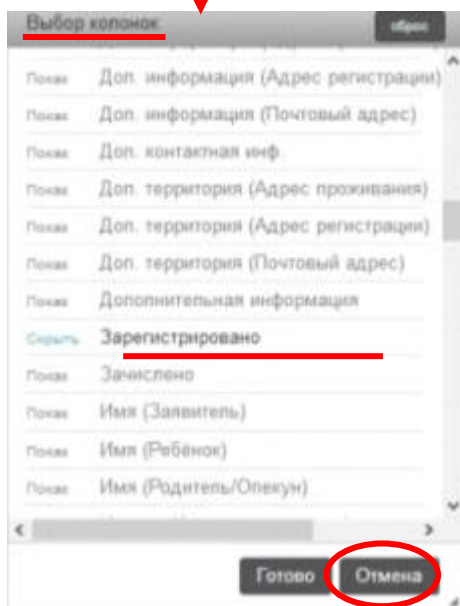 Выбор колонок сброс
Показ Доп. информация (Адрес регистрации)
Показ Доп. информация (Почтовый адрес)
Показ Доп. контактная инф.
Показ Доп. территория (Адрес проживания)
Показ Доп. территория (Адрес регистрации)
Показ Доп. территория (Почтовый адрес)
Показ Дополнительная информация
Скрыть Зарегистрировано
Показ Зачислено
Показ Имя (Заявитель)
Показ Имя (Ребёнок)
Показ Имя (Родитель/Опекун)
Готово Отмена